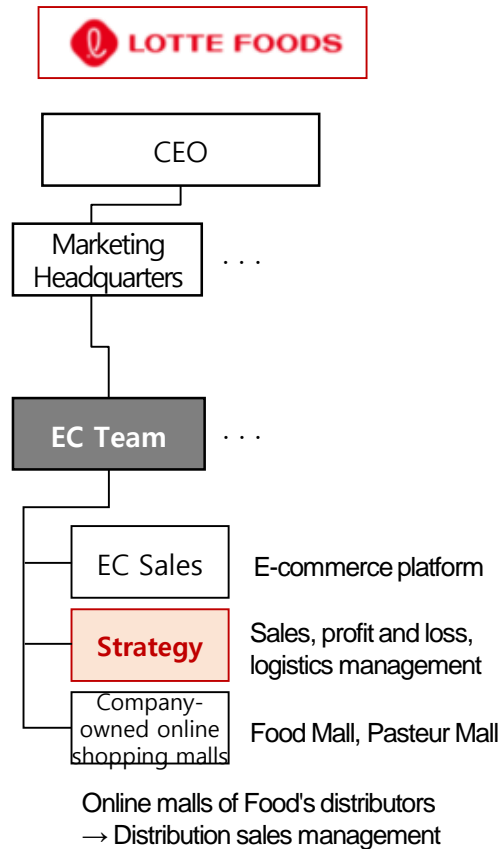 LOTTE FOODS
CEO
Marketing
Headquarters
. . .
EC Team
. . .
EC Sales
E-commerce platform
Strategy
Sales, profit and loss,
logistics management
Company-
owned online
shopping malls
Food Mall, Pasteur Mall
Online malls of Food's distributors
→ Distribution sales management